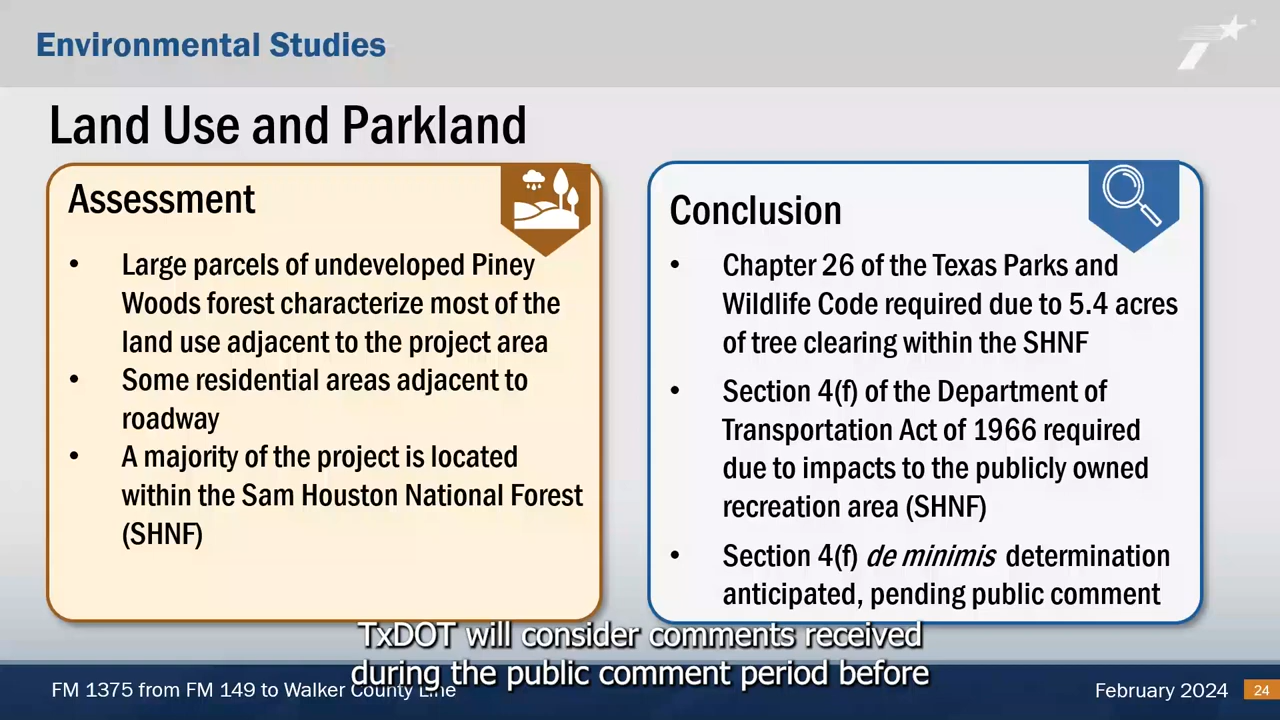 Environmental Studies
Land Use and Parkland
Assessment
• Large parcels of undeveloped Piney
Woods forest characterize most of the
land use adjacent to the project area
• Some residential areas adjacent to
roadway
• A majority of the project is located
within the Sam Houston National Forest
(SHNF)
Conclusion
• Chapter 26 of the Texas Parks and
Wildlife Code required due to 5.4 acres
of tree clearing within the SHNF
• Section 4(f) of the Department of
Transportation Act of 1966 required
due to impacts to the publicly owned
recreation area (SHNF)
• Section 4(f) de minimis determination
anticipated, pending public comment
TxDOT will consider comments received
during the public comment period before
FM 1375 from FM 149 to Walker County Line
February 2024
24